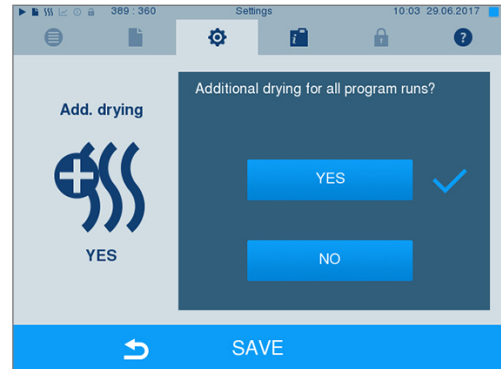 389 : 360 Settings 10:03 29.06.2017
i ?
Additional drying for all program runs?
Add. drying
YES
YES
NO
SAVE